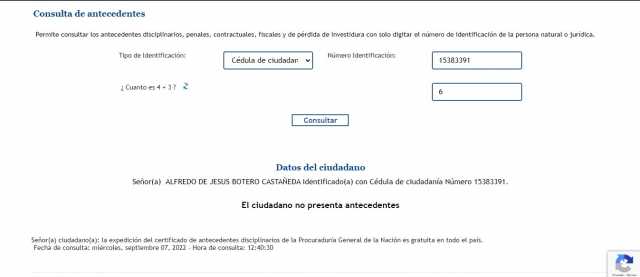 Consulta de antecedentes
Permite consultar los antecedentes disciplinarios, penales, contractuales, fiscales y de pérdida de investidura con solo digitar el número de identificación de la persona natural o jurídica.
Tipo de Identificación: Cédula de ciudadan Número Identificación: 15383391
¿ Cuanto es 4 + 3 ? 6
Consultar
Datos del ciudadano
Señor(a) ALFREDO DE JESUS BOTERO CASTAÑEDA identificado(a) con Cédula de ciudadanía Número 15383391.
El ciudadano no presenta antecedentes
Señor(a) ciudadano(a): la expedición del certificado de antecedentes disciplinarios de la Procuraduría General de la Nación es gratuita en todo el país.
Fecha de consulta: miércoles, septiembre 07, 2022 - Hora de consulta: 12:40:30